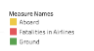 Measure Names
Aboard
Fatalities in Airlines
Ground